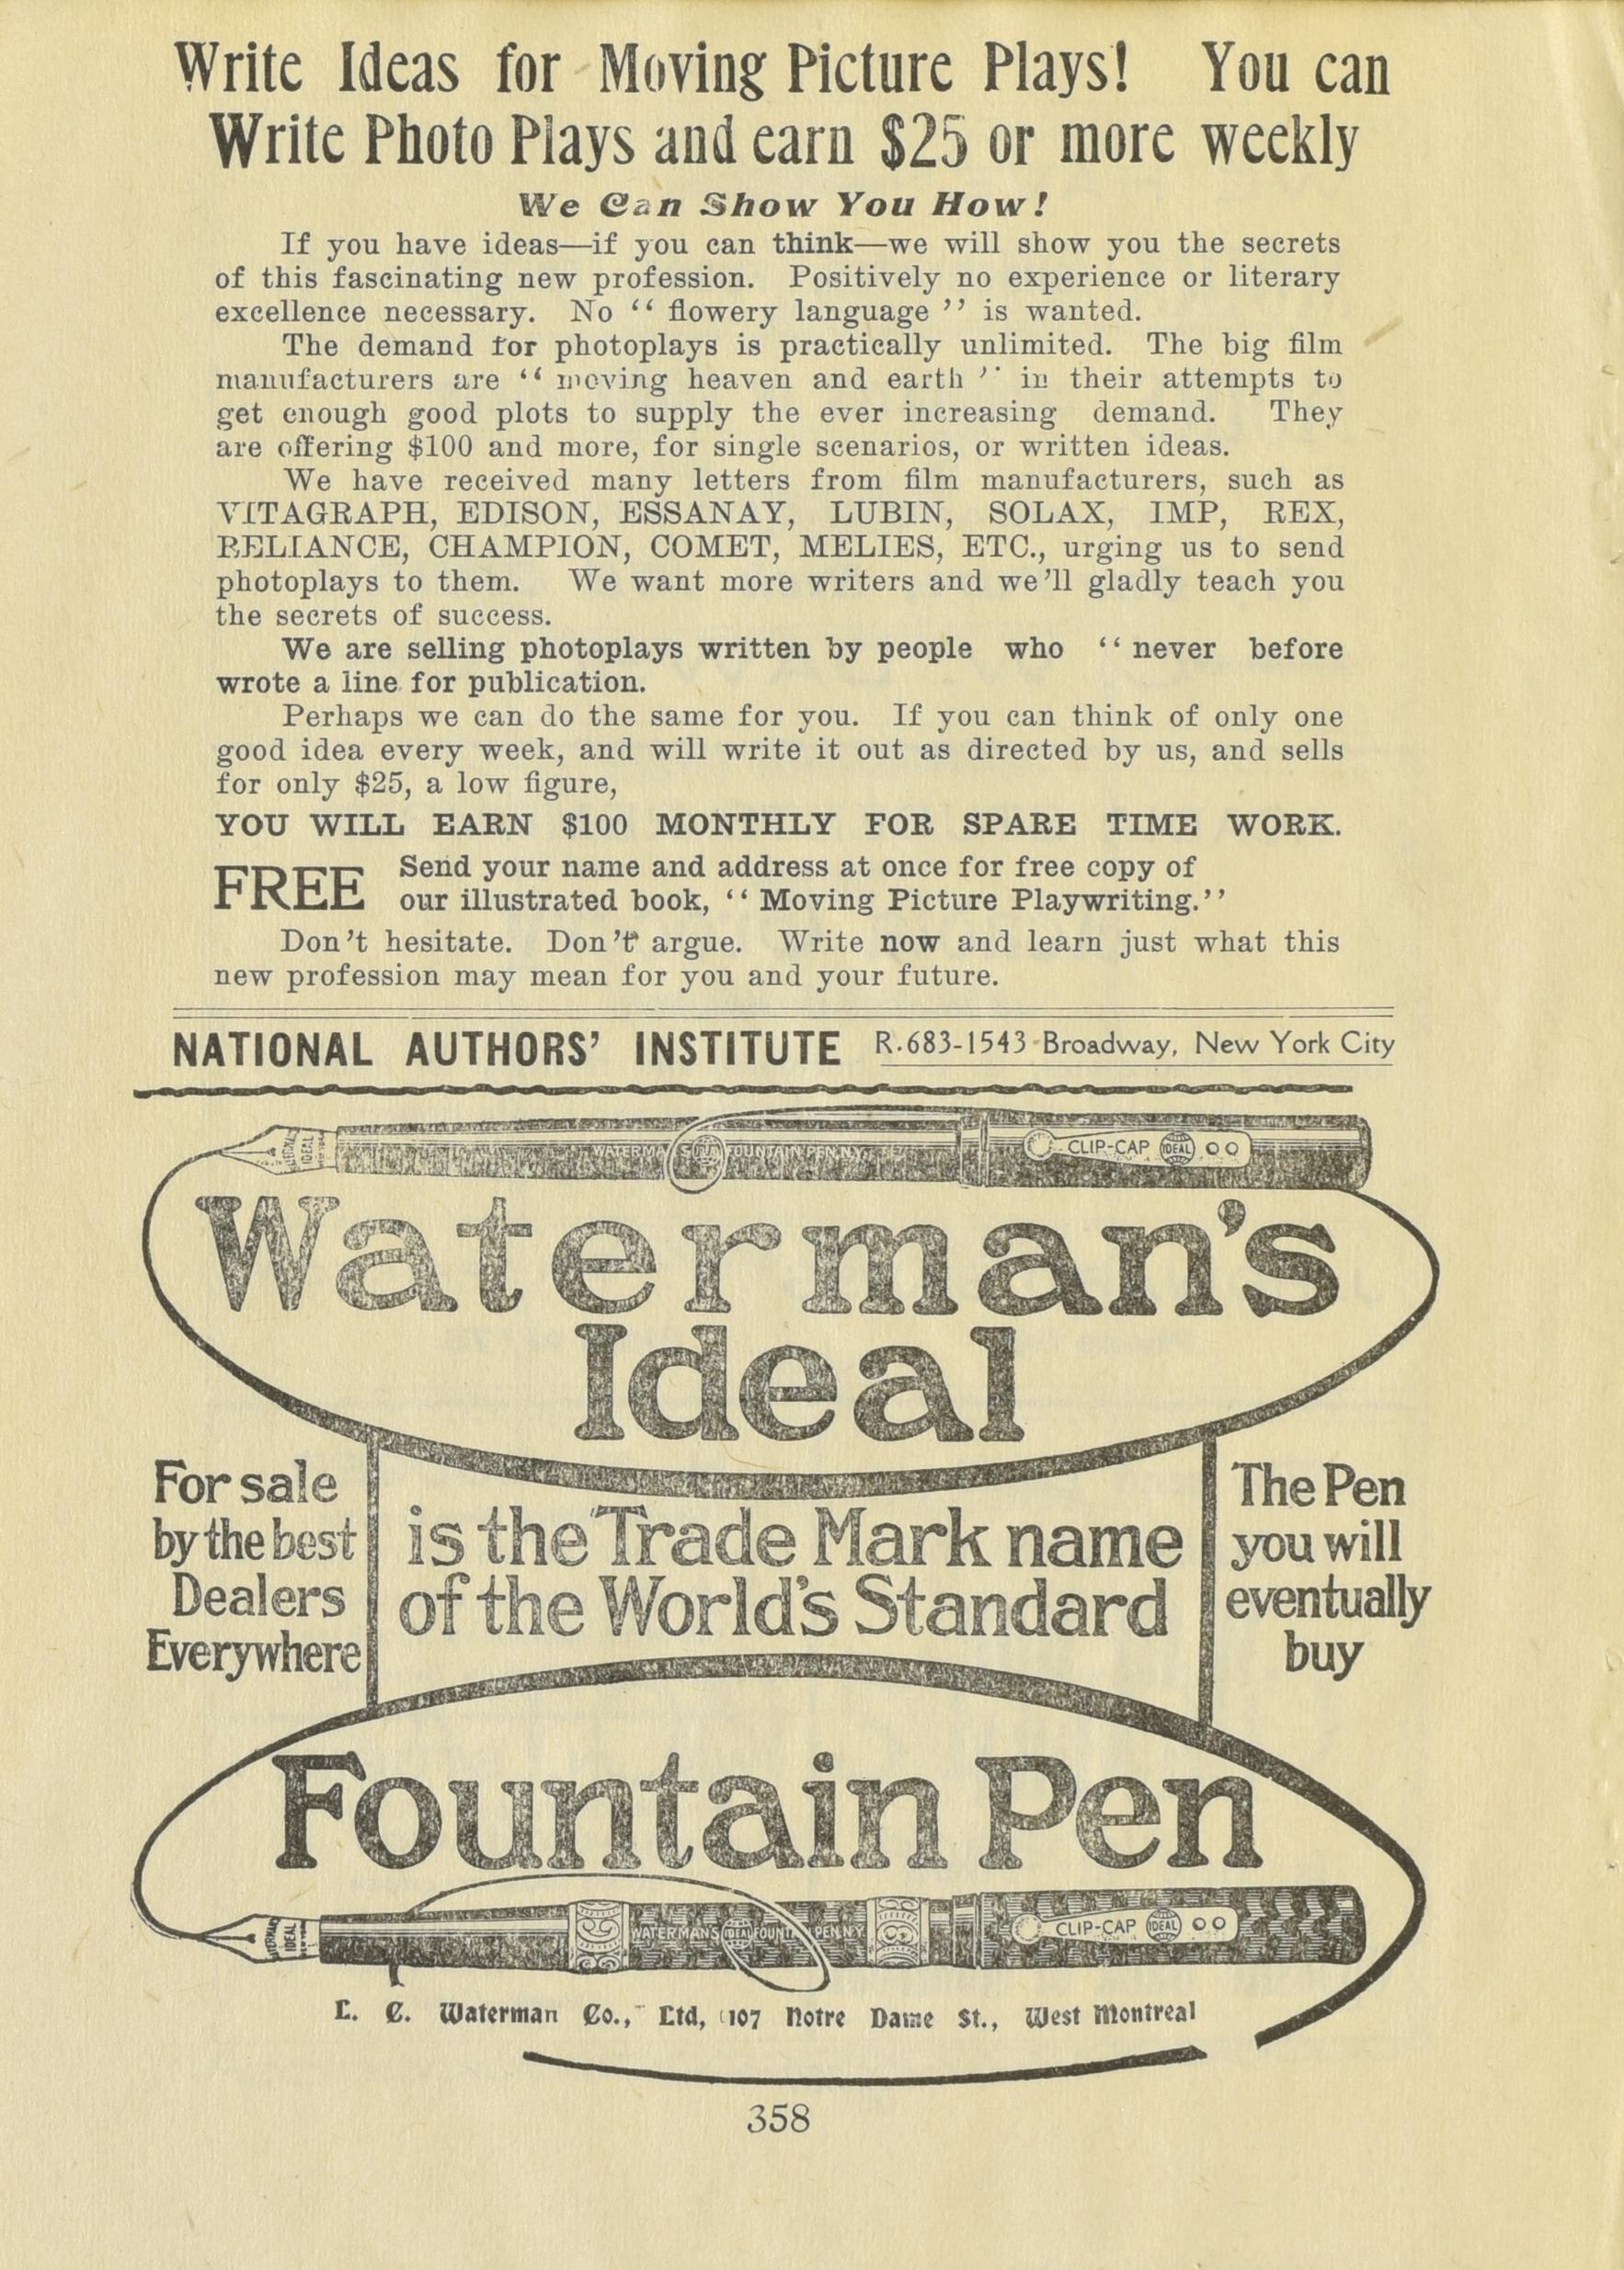 Write Ideas for Moving Picture Plays! You can
Write Photo Plays and earn $25 or more weekly
We Can Show You How!
If you have ideas—if you can think—we will show you the secrets
of this fascinating new profession. Positively no experience or literary
excellence necessary. No “ flowery language ” is wanted.
The demand for photoplays is practically unlimited. The big film
manufacturers are “ moving heaven and earth ” in their attempts to
get enough good plots to supply the ever increasing demand. They
are offering $100 and more, for single scenarios, or written ideas.
We have received many letters from film manufacturers, such as
VITAGRAPH, EDISON, ESSANAY, LUBIN, SOLAX, IMP, REX,
RELIANCE, CHAMPION, COMET, MELIES, ETC., urging us to send
photoplays to them. We want more writers and we’ll gladly teach you
the secrets of success.
We are selling photoplays written by people who “ never before
wrote a line for publication.
Perhaps we can do the same for you. If you can think of only one
good idea every week, and will write it out as directed by us, and sells
for only $25, a low figure,
YOU WILL EARN $100 MONTHLY FOR SPARE TIME WORK.
FREE Send your name and address at once for free copy of
our illustrated book, “ Moving Picture Playwriting.”
Don’t hesitate. Don’t argue. Write now and learn just what this
new profession may mean for you and your future.
NATIONAL AUTHORS’ INSTITUTE R.683-1543 Broadway, New York City
CLIP-CAP IDEAL
Waterman’s
Ideal
For sale
by the best
Dealers
Everywhere
is the Trade Mark name
of the World’s Standard
The Pen
you will
eventually
buy
Fountain Pen
IDEAL WATERMAN'S IDEAL FOUNTAIN PEN N.Y. CLIP-CAP IDEAL
L. E. Waterman Co., Ltd, 107 Notre Dame St., West Montreal
358